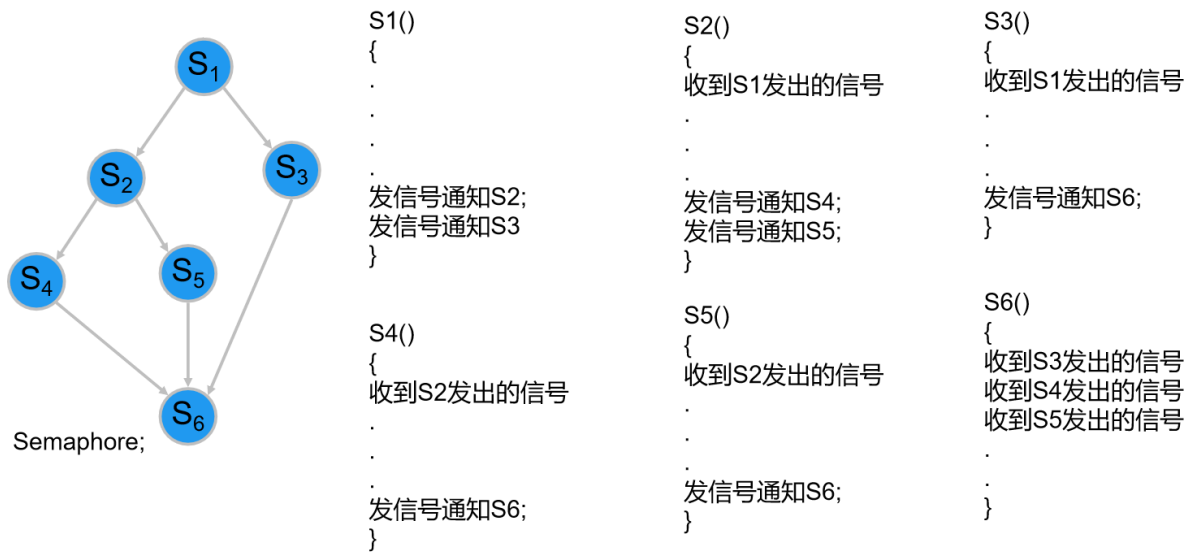 S1
S2
S3
S4
S5
S6
Semaphore;
S1()
{
.
.
.
.
发信号通知S2;
发信号通知S3
}
S2()
{
收到S1发出的信号
.
.
.
发信号通知S4;
发信号通知S5;
}
S3()
{
收到S1发出的信号
.
.
.
发信号通知S6;
}
S4()
{
收到S2发出的信号
.
.
.
发信号通知S6;
}
S5()
{
收到S2发出的信号
.
.
.
发信号通知S6;
}
S6()
{
收到S3发出的信号
收到S4发出的信号
收到S5发出的信号
.
.
}